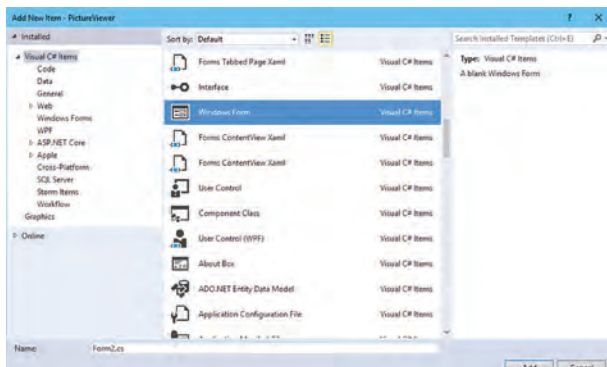 Add New Item - PictureViewer
Installed
Sort by: Default
Search Installed Templates (Ctrl+E)
Visual C# Items
Code
Data
General
Web
Windows Forms
WPF
ASP.NET Core
Apple
Cross-Platform
SQL Server
Storm Items
Workflow
Graphics
Online
Forms Tabbed Page Xaml Visual C# Items
Interface Visual C# Items
Windows Form Visual C# Items
Forms ContentView Xaml Visual C# Items
Forms ContentView Xaml Visual C# Items
User Control Visual C# Items
Component Class Visual C# Items
User Control (WPF) Visual C# Items
About Box Visual C# Items
ADO.NET Entity Data Model Visual C# Items
Application Configuration File Visual C# Items
Type: Visual C# Items
A blank Windows Form
Name: Form2.cs
Add Cancel